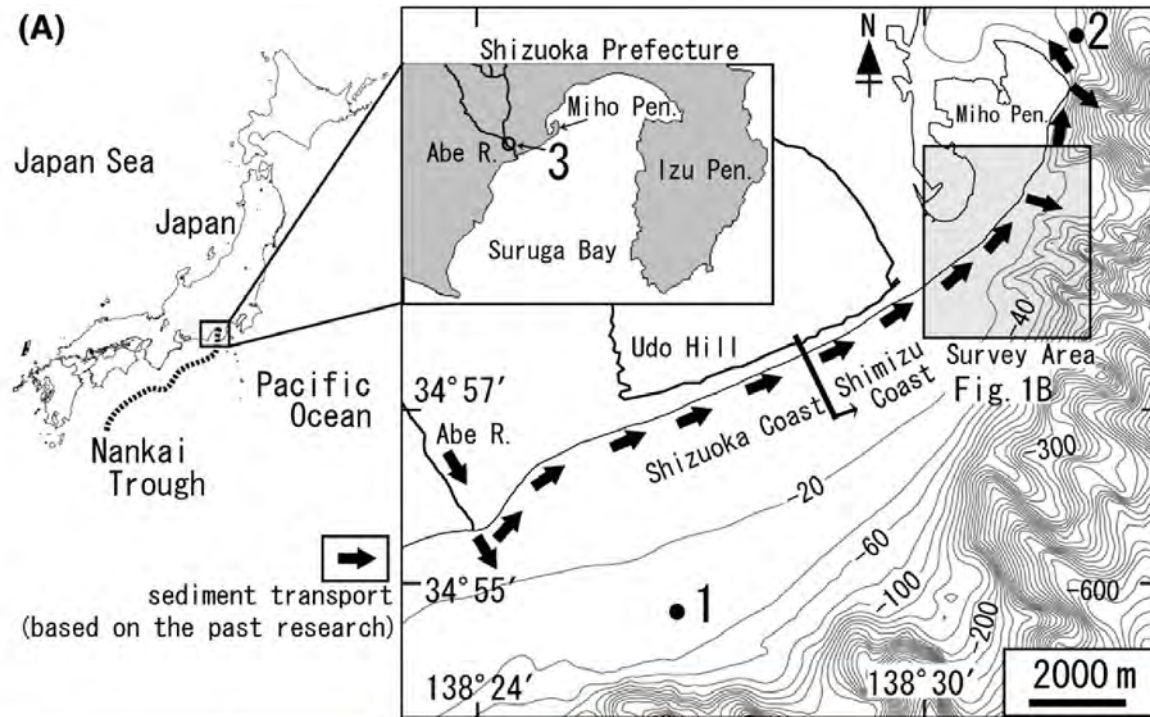 (A)
Japan Sea
Japan
Pacific
Ocean
Nankai
Trough
sediment transport
(based on the past research)
Shizuoka Prefecture
Miho Pen.
Abe R.
3
Izu Pen.
Suruga Bay
N
2
Miho Pen.
Survey Area
Fig. 1B
-40
Udo Hill
Shizuoka Coast
Shimizu
Coast
34°57′
Abe R.
34°55′
138°24′
138°30′
1
-20
-60
-100
-200
-300
-600
2000 m